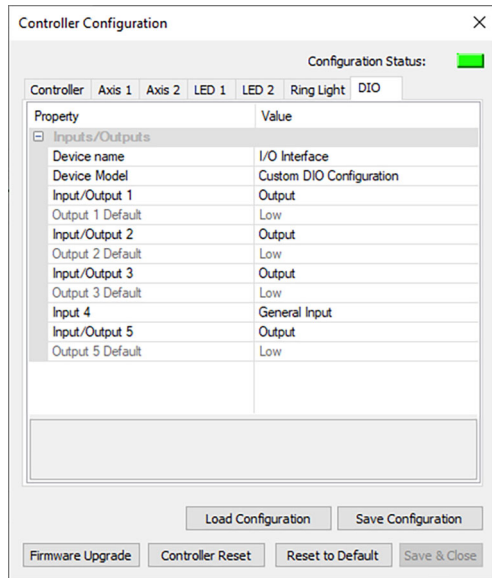 Controller Configuration
Configuration Status:
Controller Axis 1 Axis 2 LED 1 LED 2 Ring Light DIO
Property Value
Inputs/Outputs
Device name I/O Interface
Device Model Custom DIO Configuration
Input/Output 1 Output
Output 1 Default Low
Input/Output 2 Output
Output 2 Default Low
Input/Output 3 Output
Output 3 Default Low
Input 4 General Input
Input/Output 5 Output
Output 5 Default Low
Load Configuration Save Configuration
Firmware Upgrade Controller Reset Reset to Default Save & Close